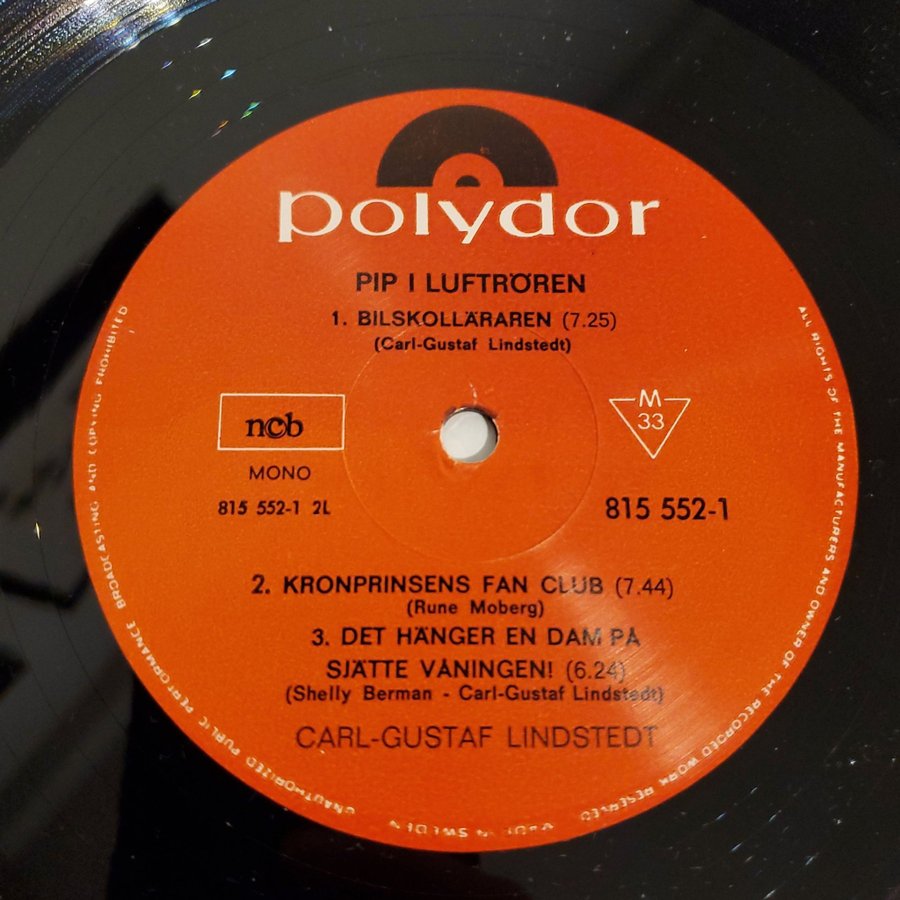 polydor
PIP I LUFTRÖREN
1. BILSKOLLÄRAREN (7.25)
(Carl-Gustaf Lindstedt)
ncb
MONO
815 552-1 2L
M
33
815 552-1
2. KRONPRINSENS FAN CLUB (7.44)
(Rune Moberg)
3. DET HÄNGER EN DAM PÅ
SJÄTTE VÅNINGEN! (6.24)
(Shelly Berman - Carl-Gustaf Lindstedt)
CARL-GUSTAF LINDSTEDT
ALL RIGHTS OF THE MANUFACTURERS AND OWNER OF THE RECORDED WORK RESERVED
UNAUTHORIZED PUBLIC PERFORMANCE BROADCASTING AND COPYING PROHIBITED
MADE IN SWEDEN